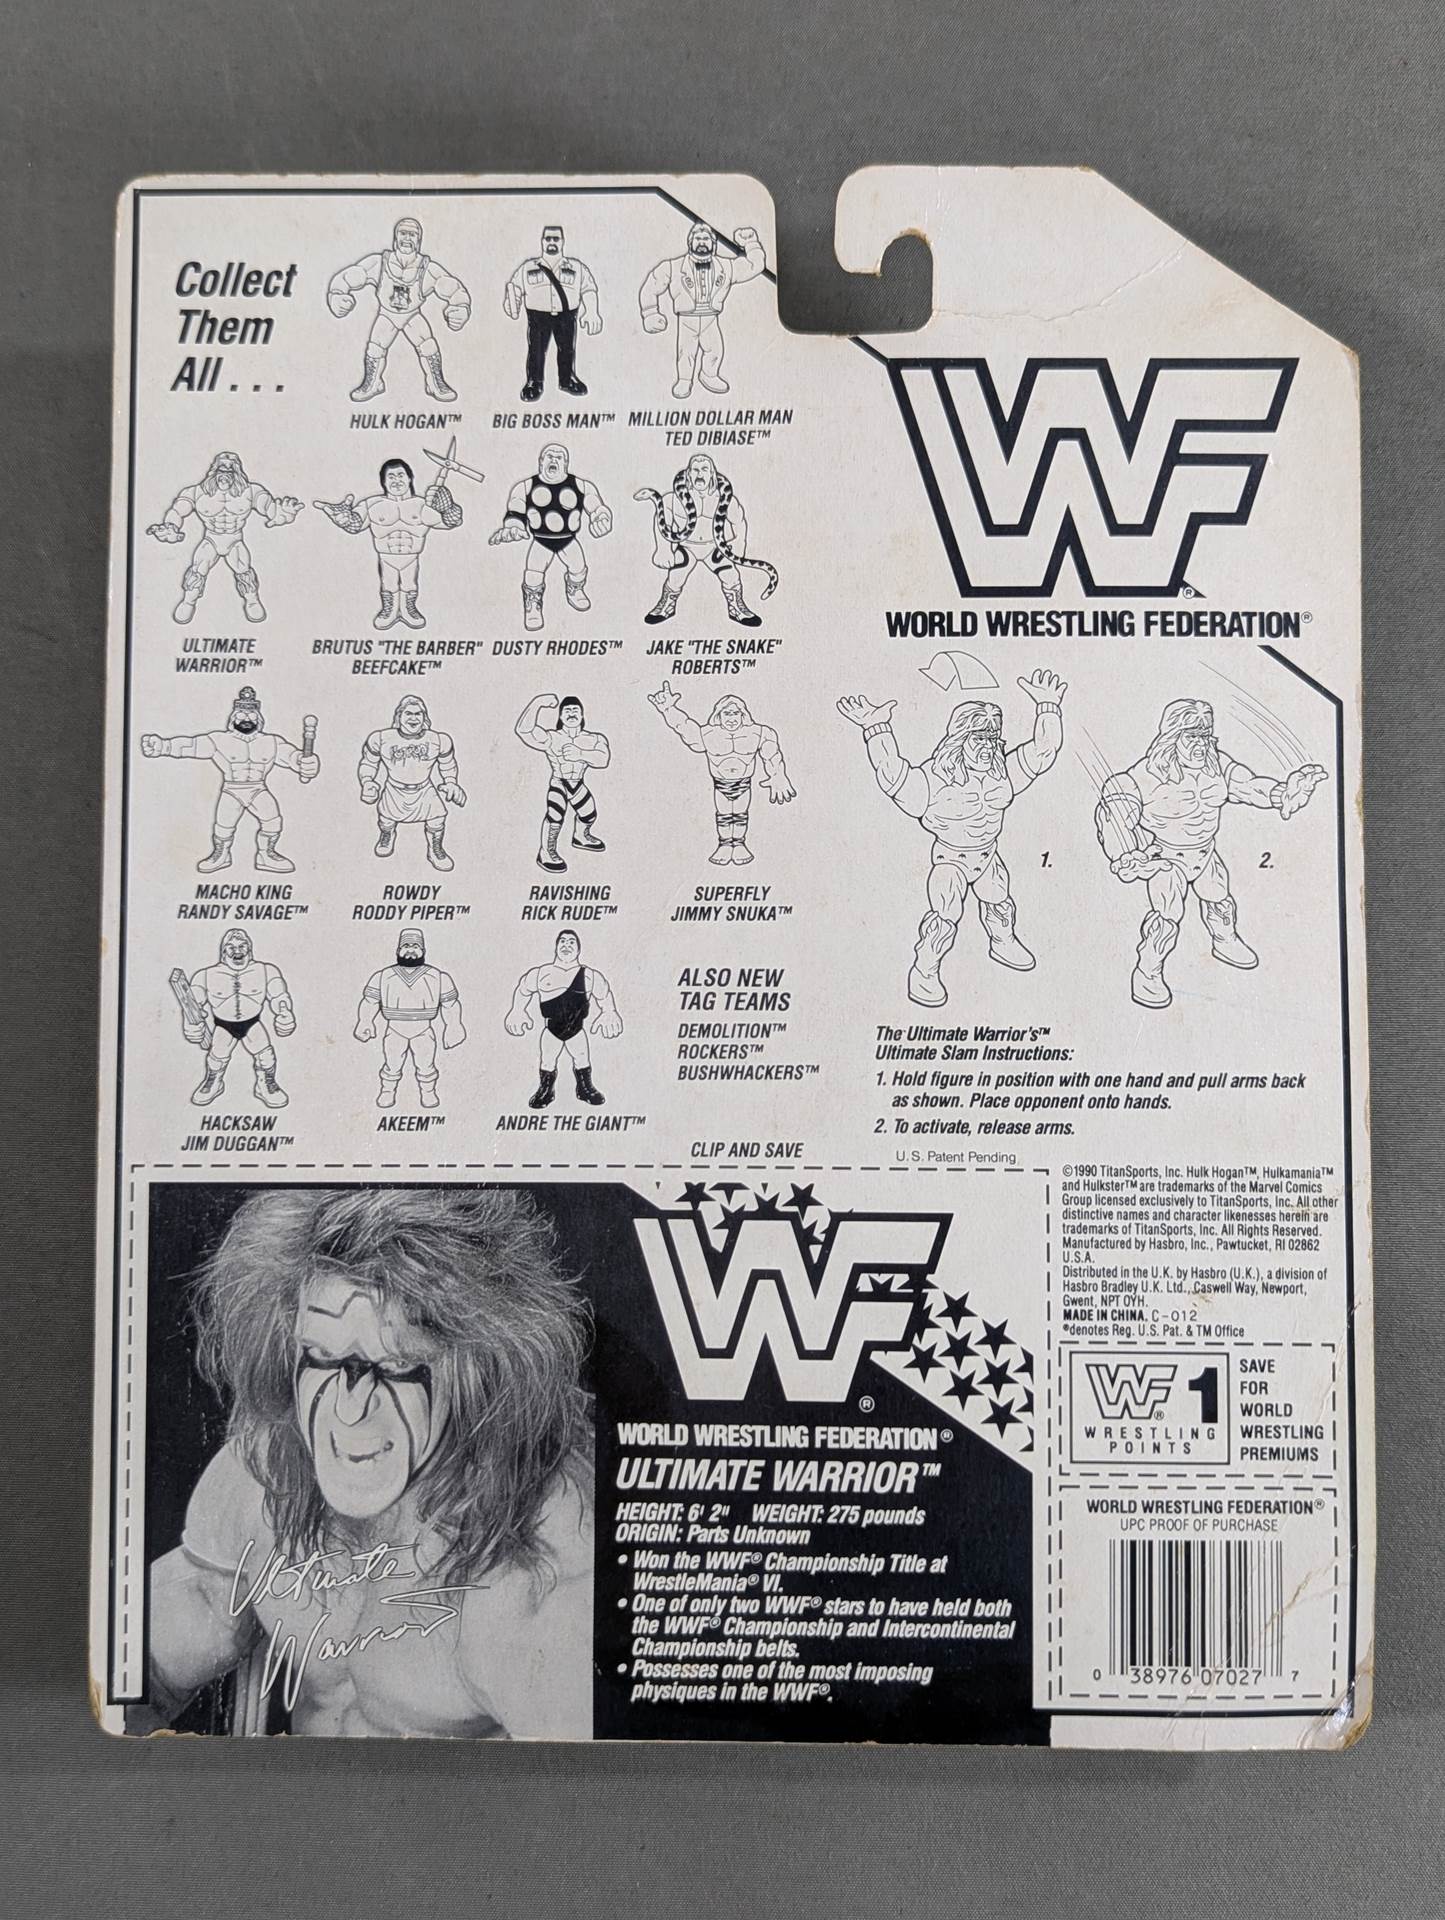 Collect
Them
All . . .
HULK HOGAN™
BIG BOSS MAN™
MILLION DOLLAR MAN
TED DIBIASE™
ULTIMATE
WARRIOR™
BRUTUS "THE BARBER"
BEEFCAKE™
DUSTY RHODES™
JAKE "THE SNAKE"
ROBERTS™
MACHO KING
RANDY SAVAGE™
ROWDY
RODDY PIPER™
RAVISHING
RICK RUDE™
SUPERFLY
JIMMY SNUKA™
HACKSAW
JIM DUGGAN™
AKEEM™
ANDRE THE GIANT™
ALSO NEW
TAG TEAMS
DEMOLITION™
ROCKERS™
BUSHWHACKERS™
CLIP AND SAVE
WF®
WORLD WRESTLING FEDERATION®
1.
2.
The Ultimate Warrior's™
Ultimate Slam Instructions:
1. Hold figure in position with one hand and pull arms back
as shown. Place opponent onto hands.
2. To activate, release arms.
U.S. Patent Pending
©1990 TitanSports, Inc. Hulk Hogan™, Hulkamania™
and Hulkster™ are trademarks of the Marvel Comics
Group licensed exclusively to TitanSports, Inc. All other
distinctive names and character likenesses herein are
trademarks of TitanSports, Inc. All Rights Reserved.
Manufactured by Hasbro, Inc., Pawtucket, RI 02862
U.S.A.
Distributed in the U.K. by Hasbro (U.K.), a division of
Hasbro Bradley U.K. Ltd., Caswell Way, Newport,
Gwent, NPT OYH.
MADE IN CHINA. C-012
®denotes Reg. U.S. Pat. & TM Office
Ultimate
Warrior
WF®
WORLD WRESTLING FEDERATION®
ULTIMATE WARRIOR™
HEIGHT: 6' 2" WEIGHT: 275 pounds
ORIGIN: Parts Unknown
• Won the WWF® Championship Title at
WrestleMania® VI.
• One of only two WWF® stars to have held both
the WWF® Championship and Intercontinental
Championship belts.
• Possesses one of the most imposing
physiques in the WWF®.
WF® 1
WRESTLING
POINTS
SAVE
FOR
WORLD
WRESTLING
PREMIUMS
WORLD WRESTLING FEDERATION®
UPC PROOF OF PURCHASE
0 38976 07027 7